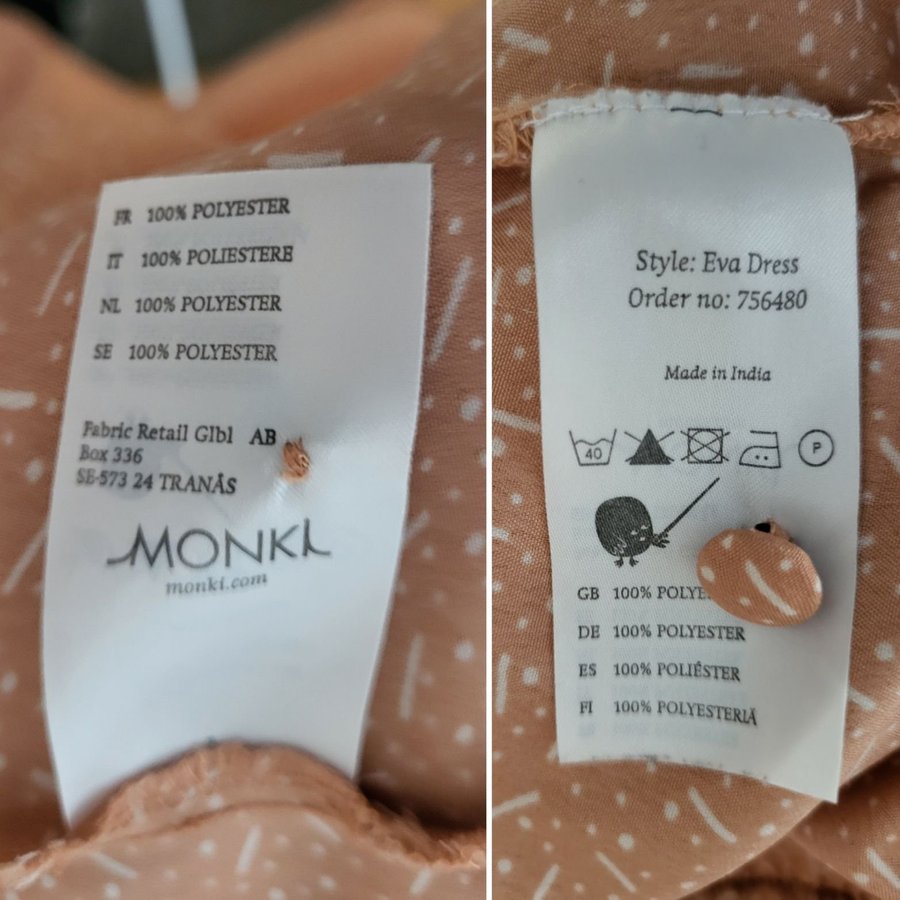 FR 100% POLYESTER
IT 100% POLIESTERE
NL 100% POLYESTER
SE 100% POLYESTER
Fabric Retail Glbl AB
Box 336
SE-573 24 TRANÅS
MONKI
monki.com
Style: Eva Dress
Order no: 756480
Made in India
40
P
GB 100% POLYE
DE 100% POLYESTER
ES 100% POLIÉSTER
FI 100% POLYESTERIÄ